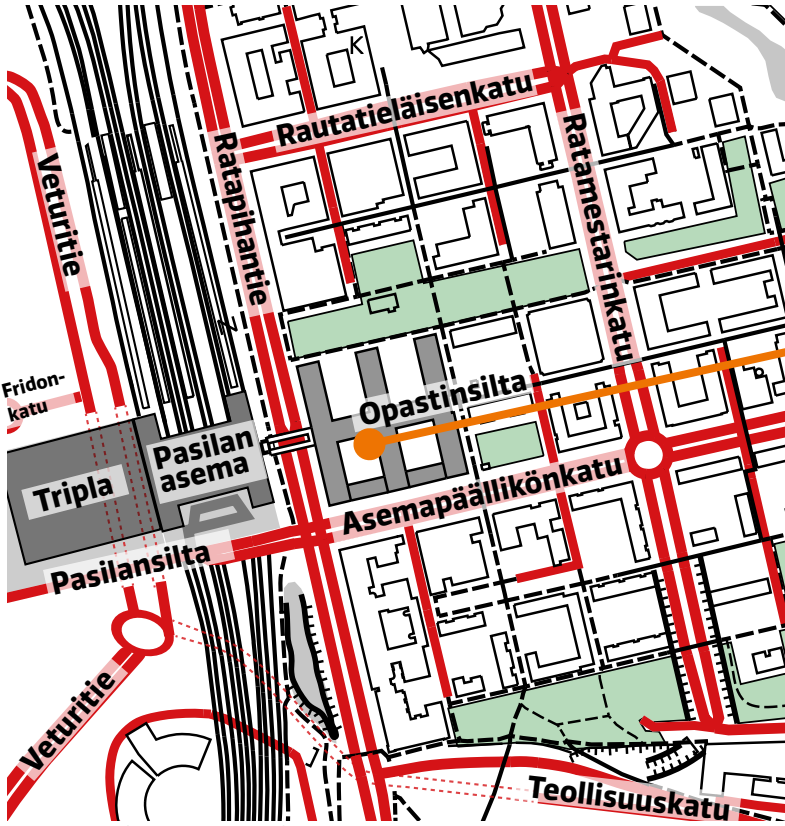 K
Rautatieläisenkatu
Veturitie
Ratapihantie
Ratamestarinkatu
Fridon-
katu
Opastinsilta
Pasilan
asema
Tripla
Asemapäällikönkatu
Pasilansilta
Veturitie
Teollisuuskatu